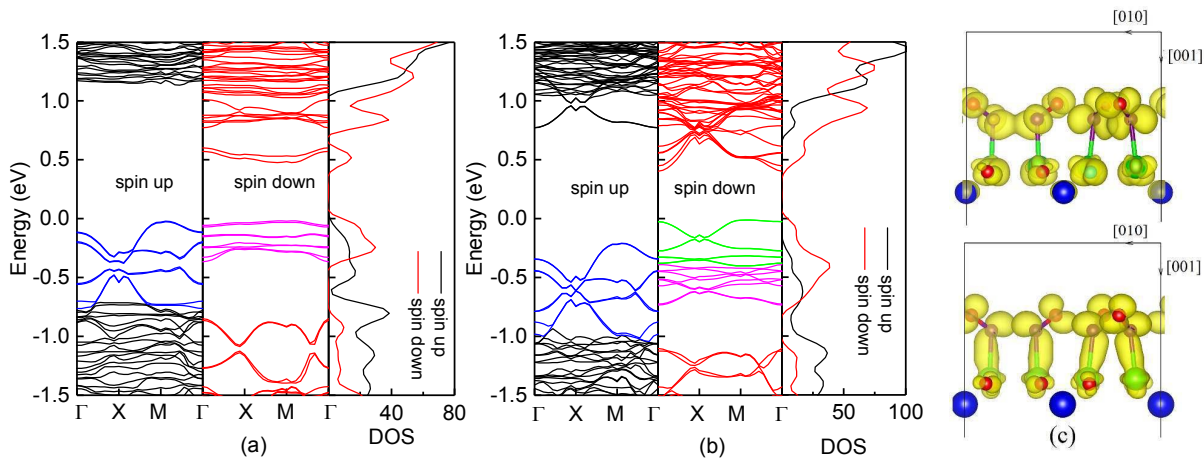 1.5
1.0
0.5
0.0
-0.5
-1.0
-1.5
Energy (eV)
spin up
spin down
spin down
spin up
Γ X M Γ X M Γ 40 80
DOS
(a)
1.5
1.0
0.5
0.0
-0.5
-1.0
-1.5
Energy (eV)
spin up
spin down
spin down
spin up
Γ X M Γ X M Γ 50 100
DOS
(b)
[010]
[001]
[010]
[001]
(c)